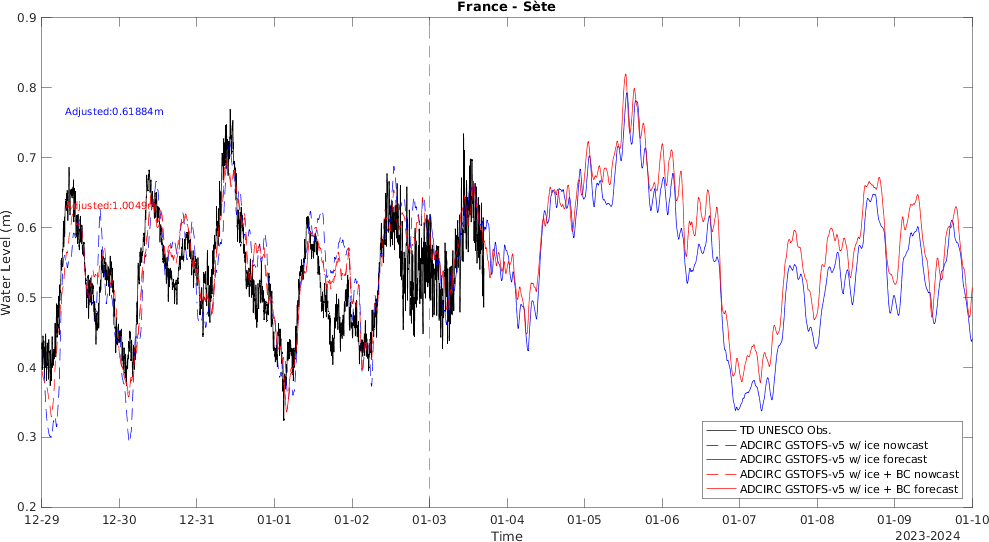 France - Sète
0.9
0.8
0.7
0.6
0.5
0.4
0.3
0.2
Water Level (m)
Adjusted:0.61884m
Adjusted:1.0049m
TD UNESCO Obs.
ADCIRC GSTOFS-v5 w/ ice nowcast
ADCIRC GSTOFS-v5 w/ ice forecast
ADCIRC GSTOFS-v5 w/ ice + BC nowcast
ADCIRC GSTOFS-v5 w/ ice + BC forecast
12-29 12-30 12-31 01-01 01-02 01-03 01-04 01-05 01-06 01-07 01-08 01-09 01-10
Time
2023-2024